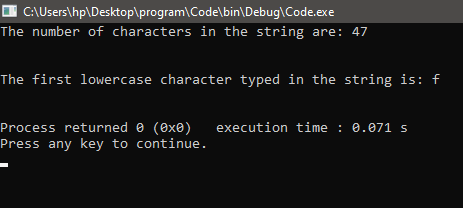 C:\Users\hp\Desktop\program\Code\bin\Debug\Code.exe
The number of characters in the string are: 47
The first lowercase character typed in the string is: f
Process returned 0 (0x0)   execution time : 0.071 s
Press any key to continue.